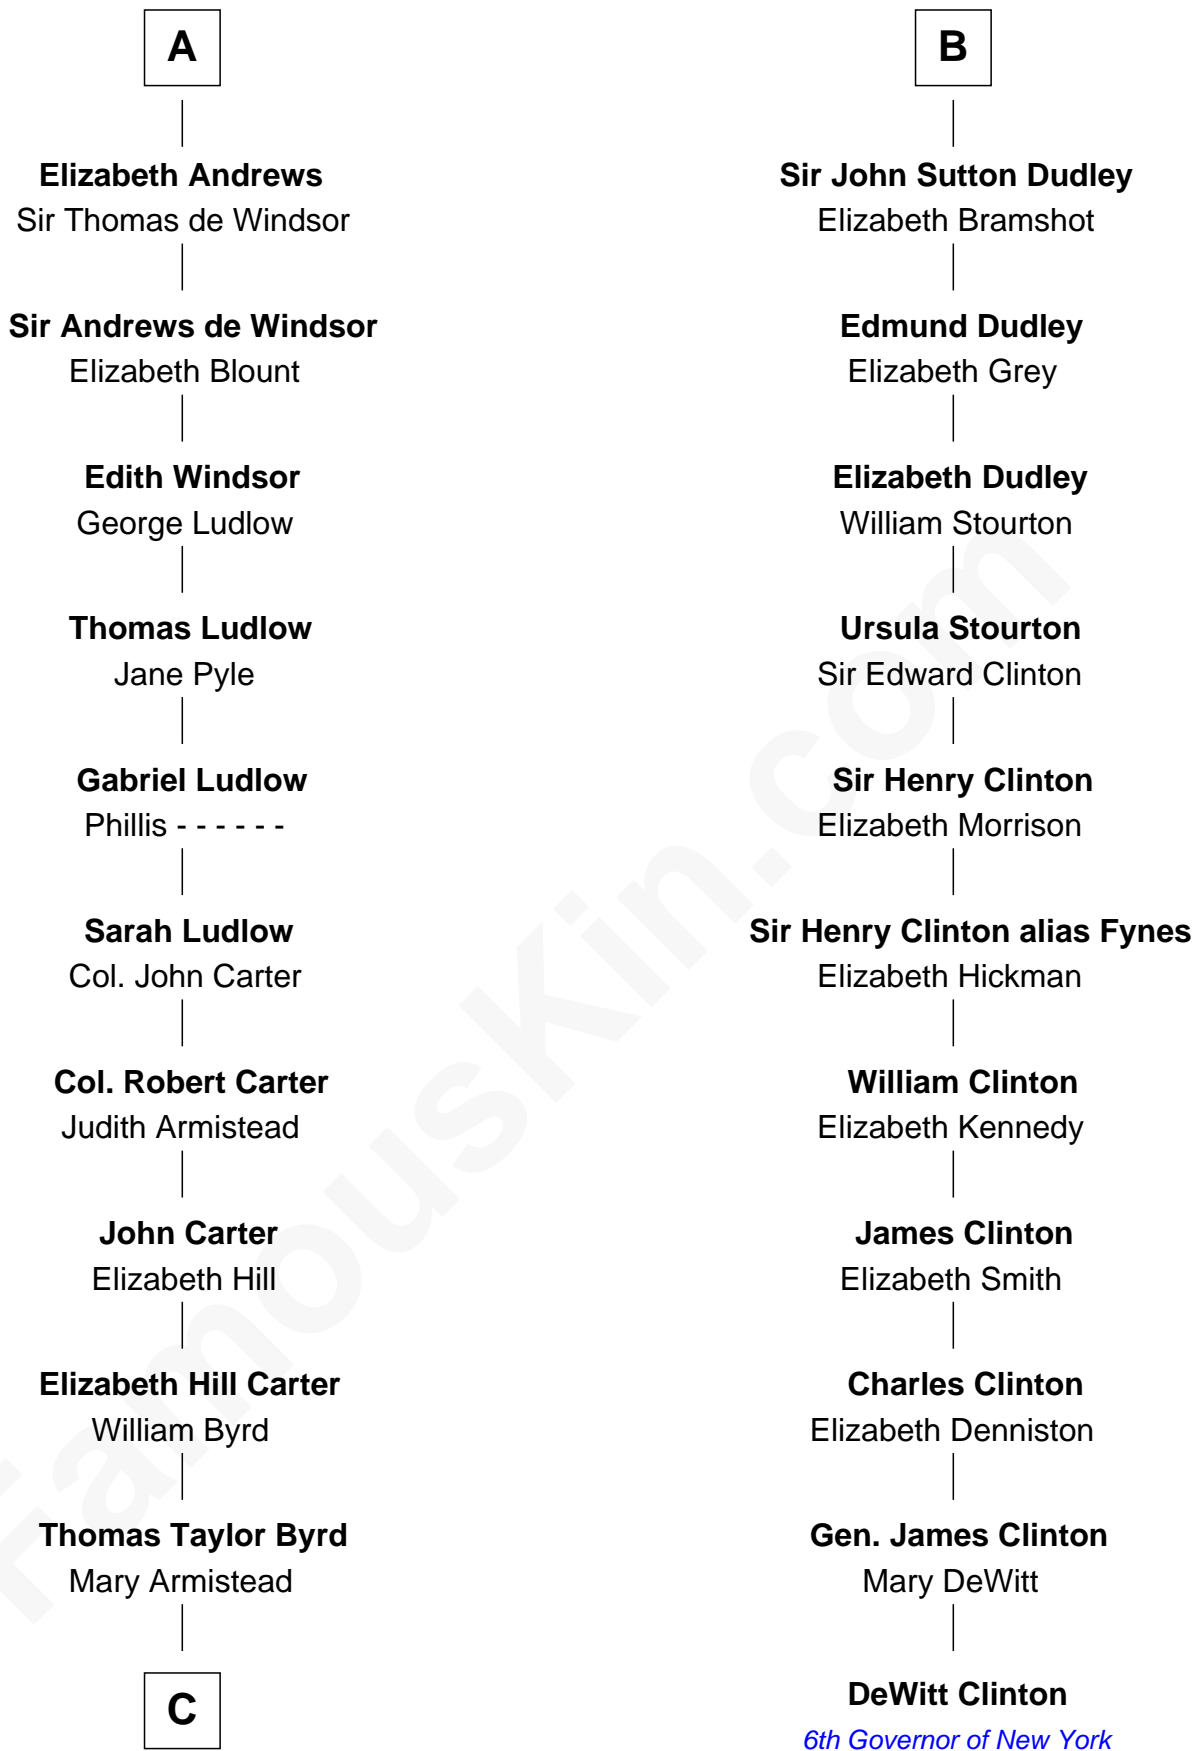 A
Elizabeth Andrews
Sir Thomas de Windsor
Sir Andrews de Windsor
Elizabeth Blount
Edith Windsor
George Ludlow
Thomas Ludlow
Jane Pyle
Gabriel Ludlow
Phillis - - - - - -
Sarah Ludlow
Col. John Carter
Col. Robert Carter
Judith Armistead
John Carter
Elizabeth Hill
Elizabeth Hill Carter
William Byrd
Thomas Taylor Byrd
Mary Armistead
C
B
Sir John Sutton Dudley
Elizabeth Bramshot
Edmund Dudley
Elizabeth Grey
Elizabeth Dudley
William Stourton
Ursula Stourton
Sir Edward Clinton
Sir Henry Clinton
Elizabeth Morrison
Sir Henry Clinton alias Fynes
Elizabeth Hickman
William Clinton
Elizabeth Kennedy
James Clinton
Elizabeth Smith
Charles Clinton
Elizabeth Denniston
Gen. James Clinton
Mary DeWitt
DeWitt Clinton
6th Governor of New York
FamousKin.com